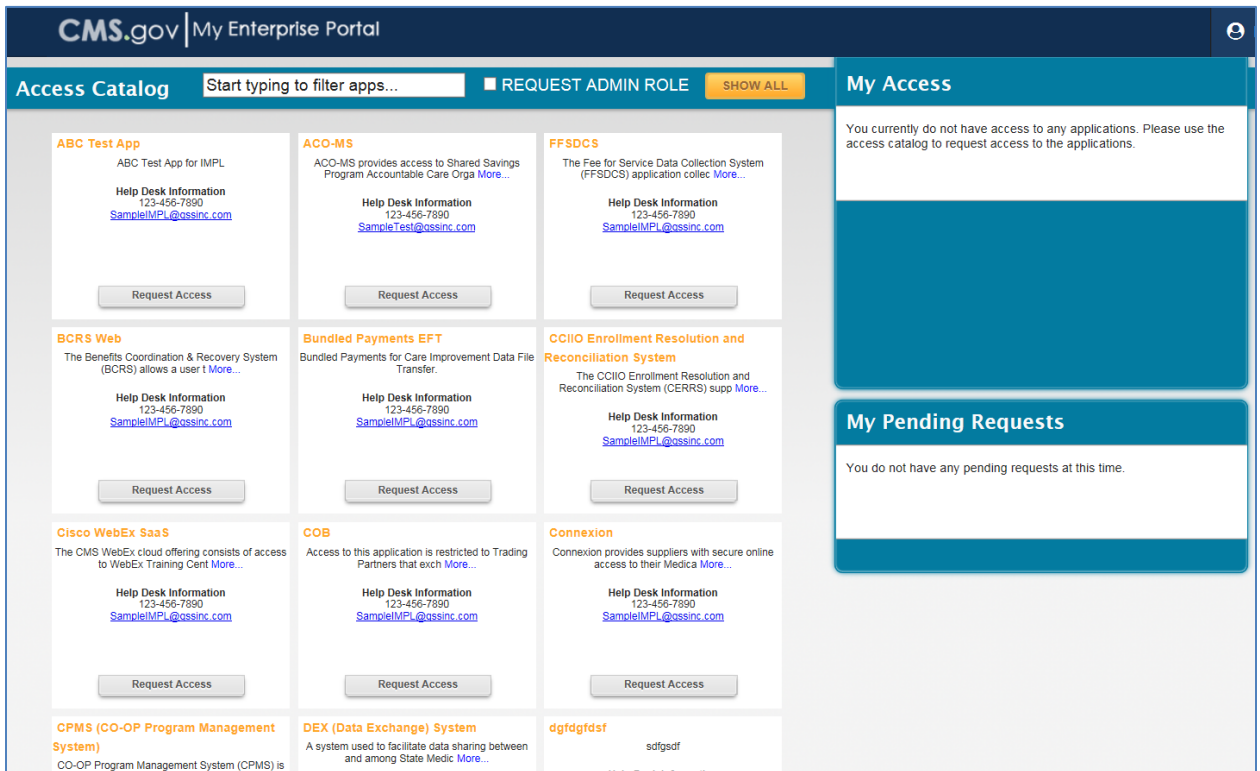 CMS.gov My Enterprise Portal
Access Catalog
Start typing to filter apps...
REQUEST ADMIN ROLE
SHOW ALL
ABC Test App
ABC Test App for IMPL
Help Desk Information
123-456-7890
SampleIMPL@qssinc.com
Request Access
ACO-MS
ACO-MS provides access to Shared Savings
Program Accountable Care Orga More...
Help Desk Information
123-456-7890
SampleTest@qssinc.com
Request Access
FFSDCS
The Fee for Service Data Collection System
(FFSDCS) application collec More...
Help Desk Information
123-456-7890
SampleIMPL@qssinc.com
Request Access
BCRS Web
The Benefits Coordination & Recovery System
(BCRS) allows a user t More...
Help Desk Information
123-456-7890
SampleIMPL@qssinc.com
Request Access
Bundled Payments EFT
Bundled Payments for Care Improvement Data File
Transfer.
Help Desk Information
123-456-7890
SampleIMPL@qssinc.com
Request Access
CCIIO Enrollment Resolution and
Reconciliation System
The CCIIO Enrollment Resolution and
Reconciliation System (CERRS) supp More...
Help Desk Information
123-456-7890
SampleIMPL@qssinc.com
Request Access
Cisco WebEx SaaS
The CMS WebEx cloud offering consists of access
to WebEx Training Cent More...
Help Desk Information
123-456-7890
SampleIMPL@qssinc.com
Request Access
COB
Access to this application is restricted to Trading
Partners that exch More...
Help Desk Information
123-456-7890
SampleIMPL@qssinc.com
Request Access
Connexion
Connexion provides suppliers with secure online
access to their Medica More...
Help Desk Information
123-456-7890
SampleIMPL@qssinc.com
Request Access
CPMS (CO-OP Program Management
System)
CO-OP Program Management System (CPMS) is
DEX (Data Exchange) System
A system used to facilitate data sharing between
and among State Medic More...
dgfdgfdsf
sdfgsdf
My Access
You currently do not have access to any applications. Please use the
access catalog to request access to the applications.
My Pending Requests
You do not have any pending requests at this time.